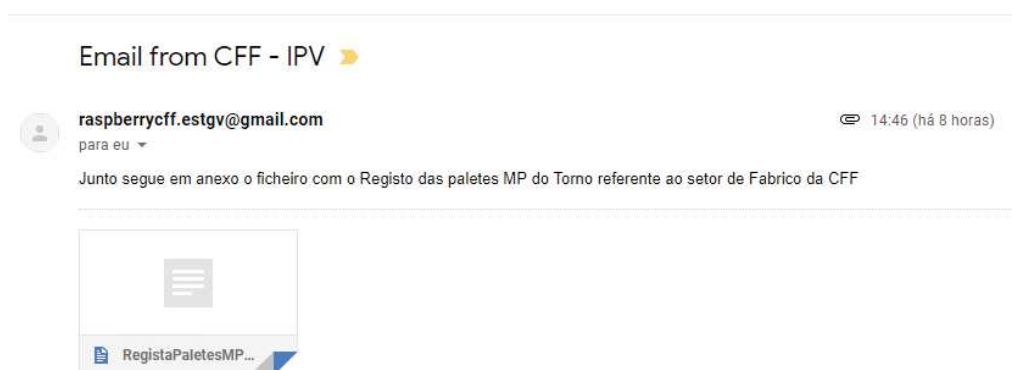 Email from CFF - IPV
raspberrycff.estgv@gmail.com
14:46 (há 8 horas)
para eu
Junto segue em anexo o ficheiro com o Registo das paletes MP do Torno referente ao setor de Fabrico da CFF
RegistaPaletesMP...